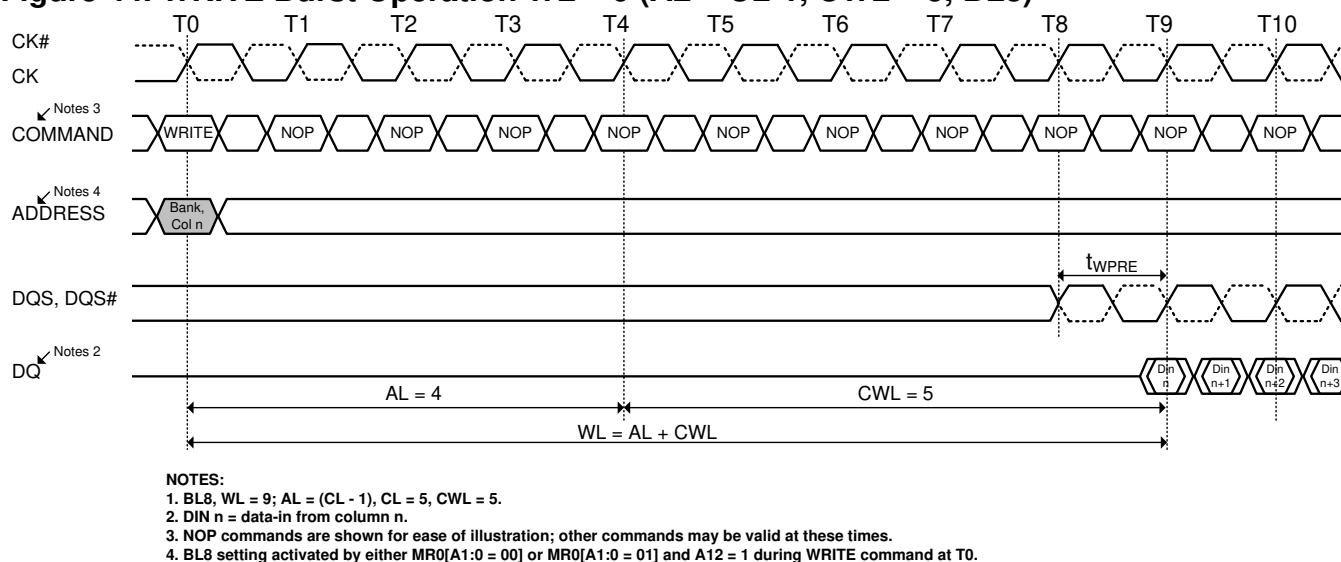 T0 T1 T2 T3 T4 T5 T6 T7 T8 T9 T10
CK#
CK
Notes 3
COMMAND WRITE NOP NOP NOP NOP NOP NOP NOP NOP NOP NOP
Notes 4
ADDRESS
Bank,
Col n
tWPRE
DQS, DQS#
Notes 2
DQ
Din Din Din Din
n n+1 n+2 n+3
AL = 4 CWL = 5
WL = AL + CWL
NOTES:
1. BL8, WL = 9; AL = (CL - 1), CL = 5, CWL = 5.
2. DIN n = data-in from column n.
3. NOP commands are shown for ease of illustration; other commands may be valid at these times.
4. BL8 setting activated by either MR0[A1:0 = 00] or MR0[A1:0 = 01] and A12 = 1 during WRITE command at T0.